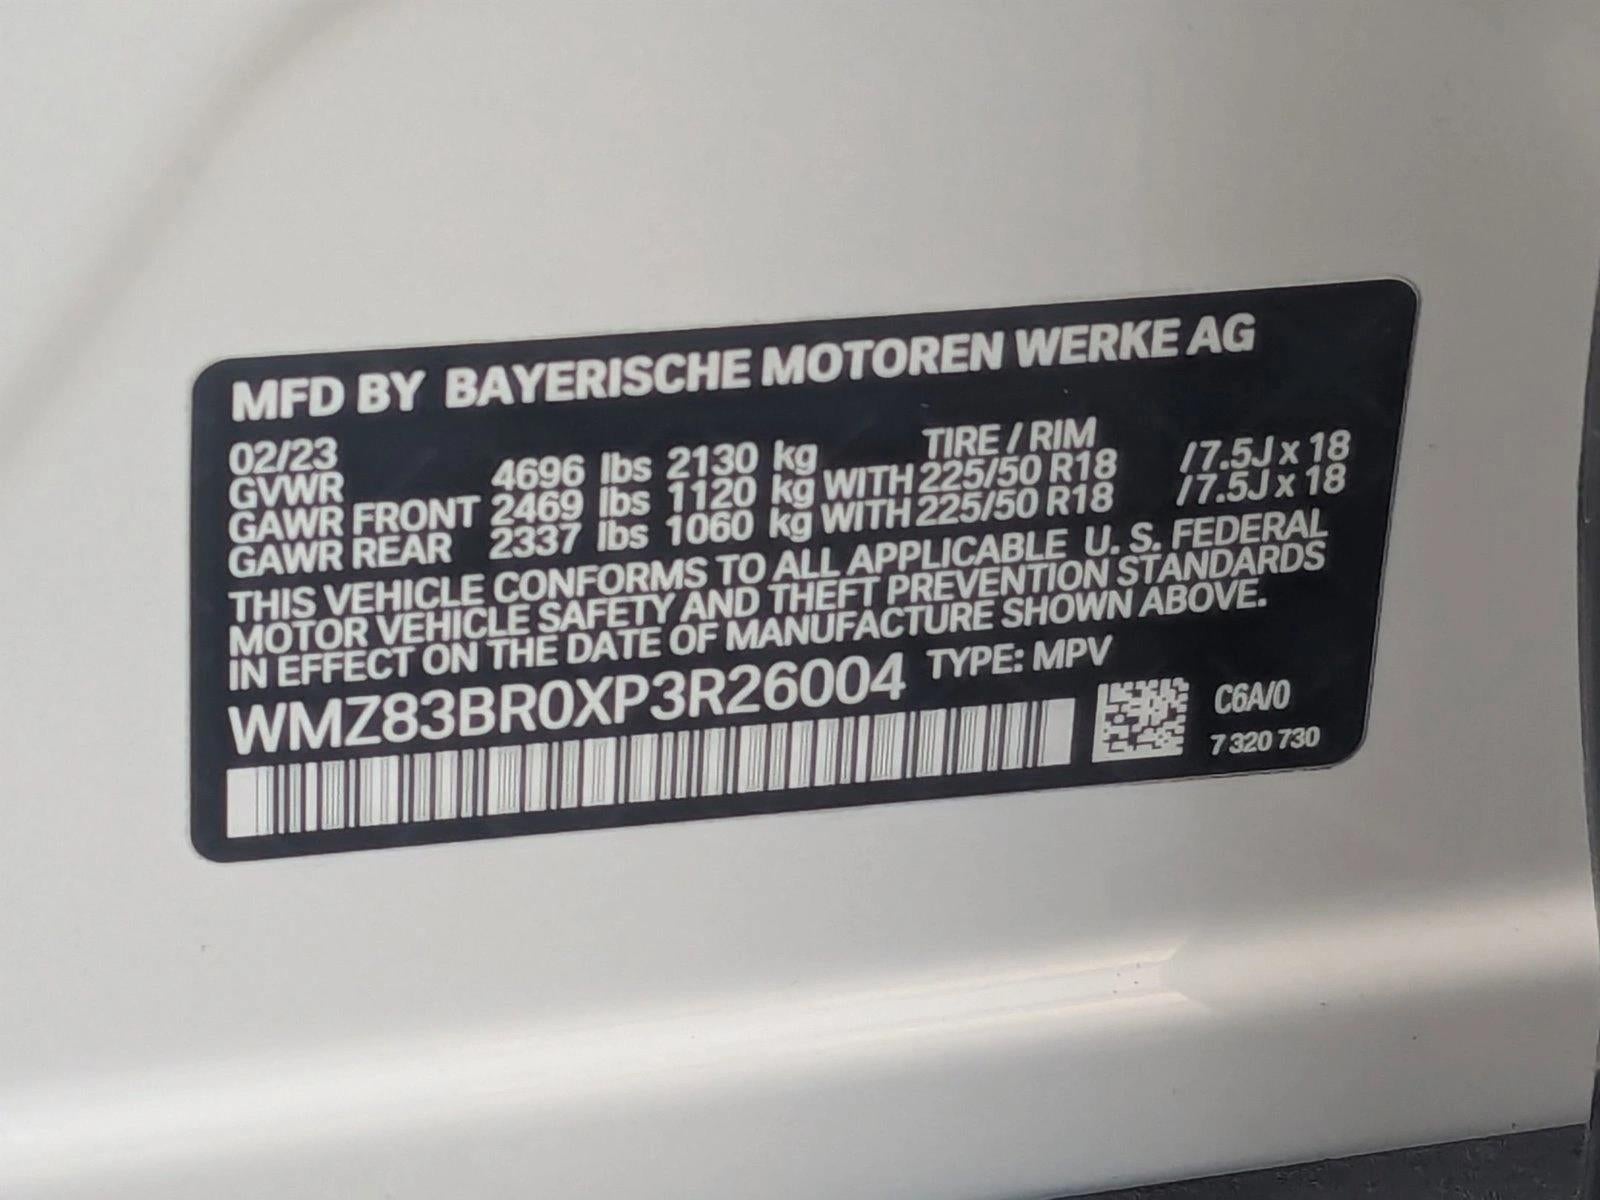 MFD BY BAYERISCHE MOTOREN WERKE AG
02/23 TIRE / RIM
GVWR 4696 lbs 2130 kg
GAWR FRONT 2469 lbs 1120 kg WITH 225/50 R18 / 7.5J x 18
GAWR REAR 2337 lbs 1060 kg WITH 225/50 R18 / 7.5J x 18
THIS VEHICLE CONFORMS TO ALL APPLICABLE U. S. FEDERAL
MOTOR VEHICLE SAFETY AND THEFT PREVENTION STANDARDS
IN EFFECT ON THE DATE OF MANUFACTURE SHOWN ABOVE.
WMZ83BR0XP3R26004 TYPE: MPV
C6A/0
7 320 730